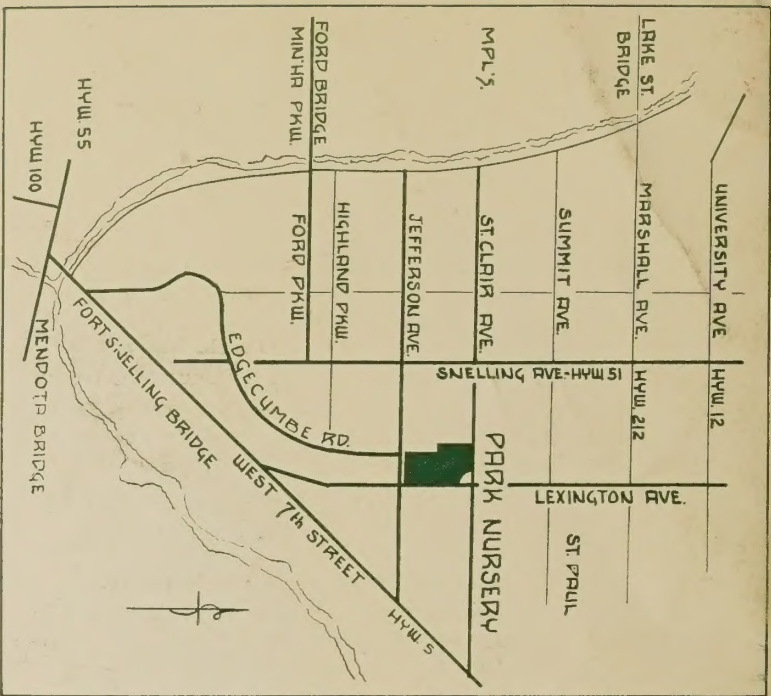 LAKE ST.
BRIDGE
MPL'S.
FORD BRIDGE
MIN'HA PKW.
HYW 55
HYW 100
UNIVERSITY AVE
HYW. 12
MARSHALL AVE.
HYW. 212
SUMMIT AVE.
ST. CLAIR AVE.
JEFFERSON AVE.
HIGHLAND PKW.
FORD PKW.
SNELLING AVE.-HYW 51
EDGECUMBE RD.
PARK NURSERY
LEXINGTON AVE.
ST. PAUL
FORT SNELLING BRIDGE
WEST 7th STREET
HYW. 5
MENDOTA BRIDGE